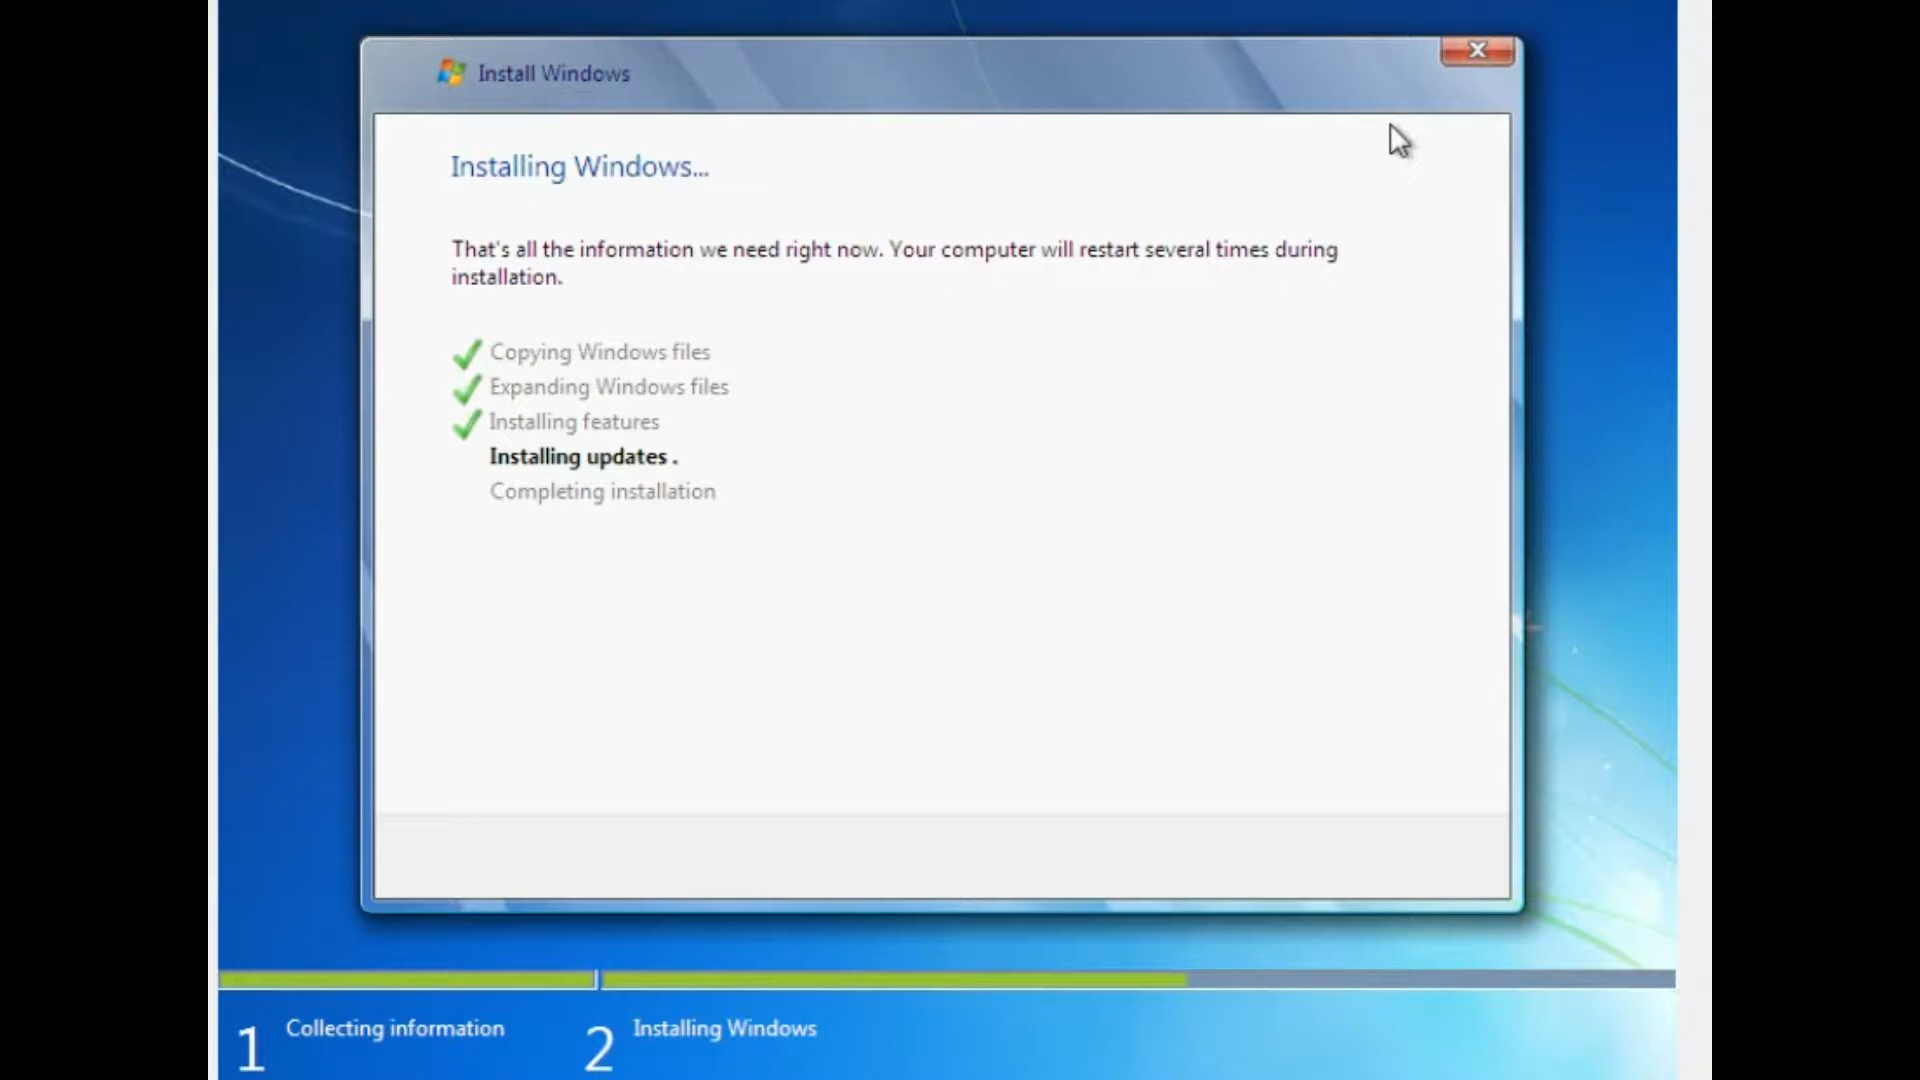 Install Windows
Installing Windows...
That's all the information we need right now. Your computer will restart several times during
installation.
Copying Windows files
Expanding Windows files
Installing features
Installing updates .
Completing installation
1 Collecting information
2 Installing Windows